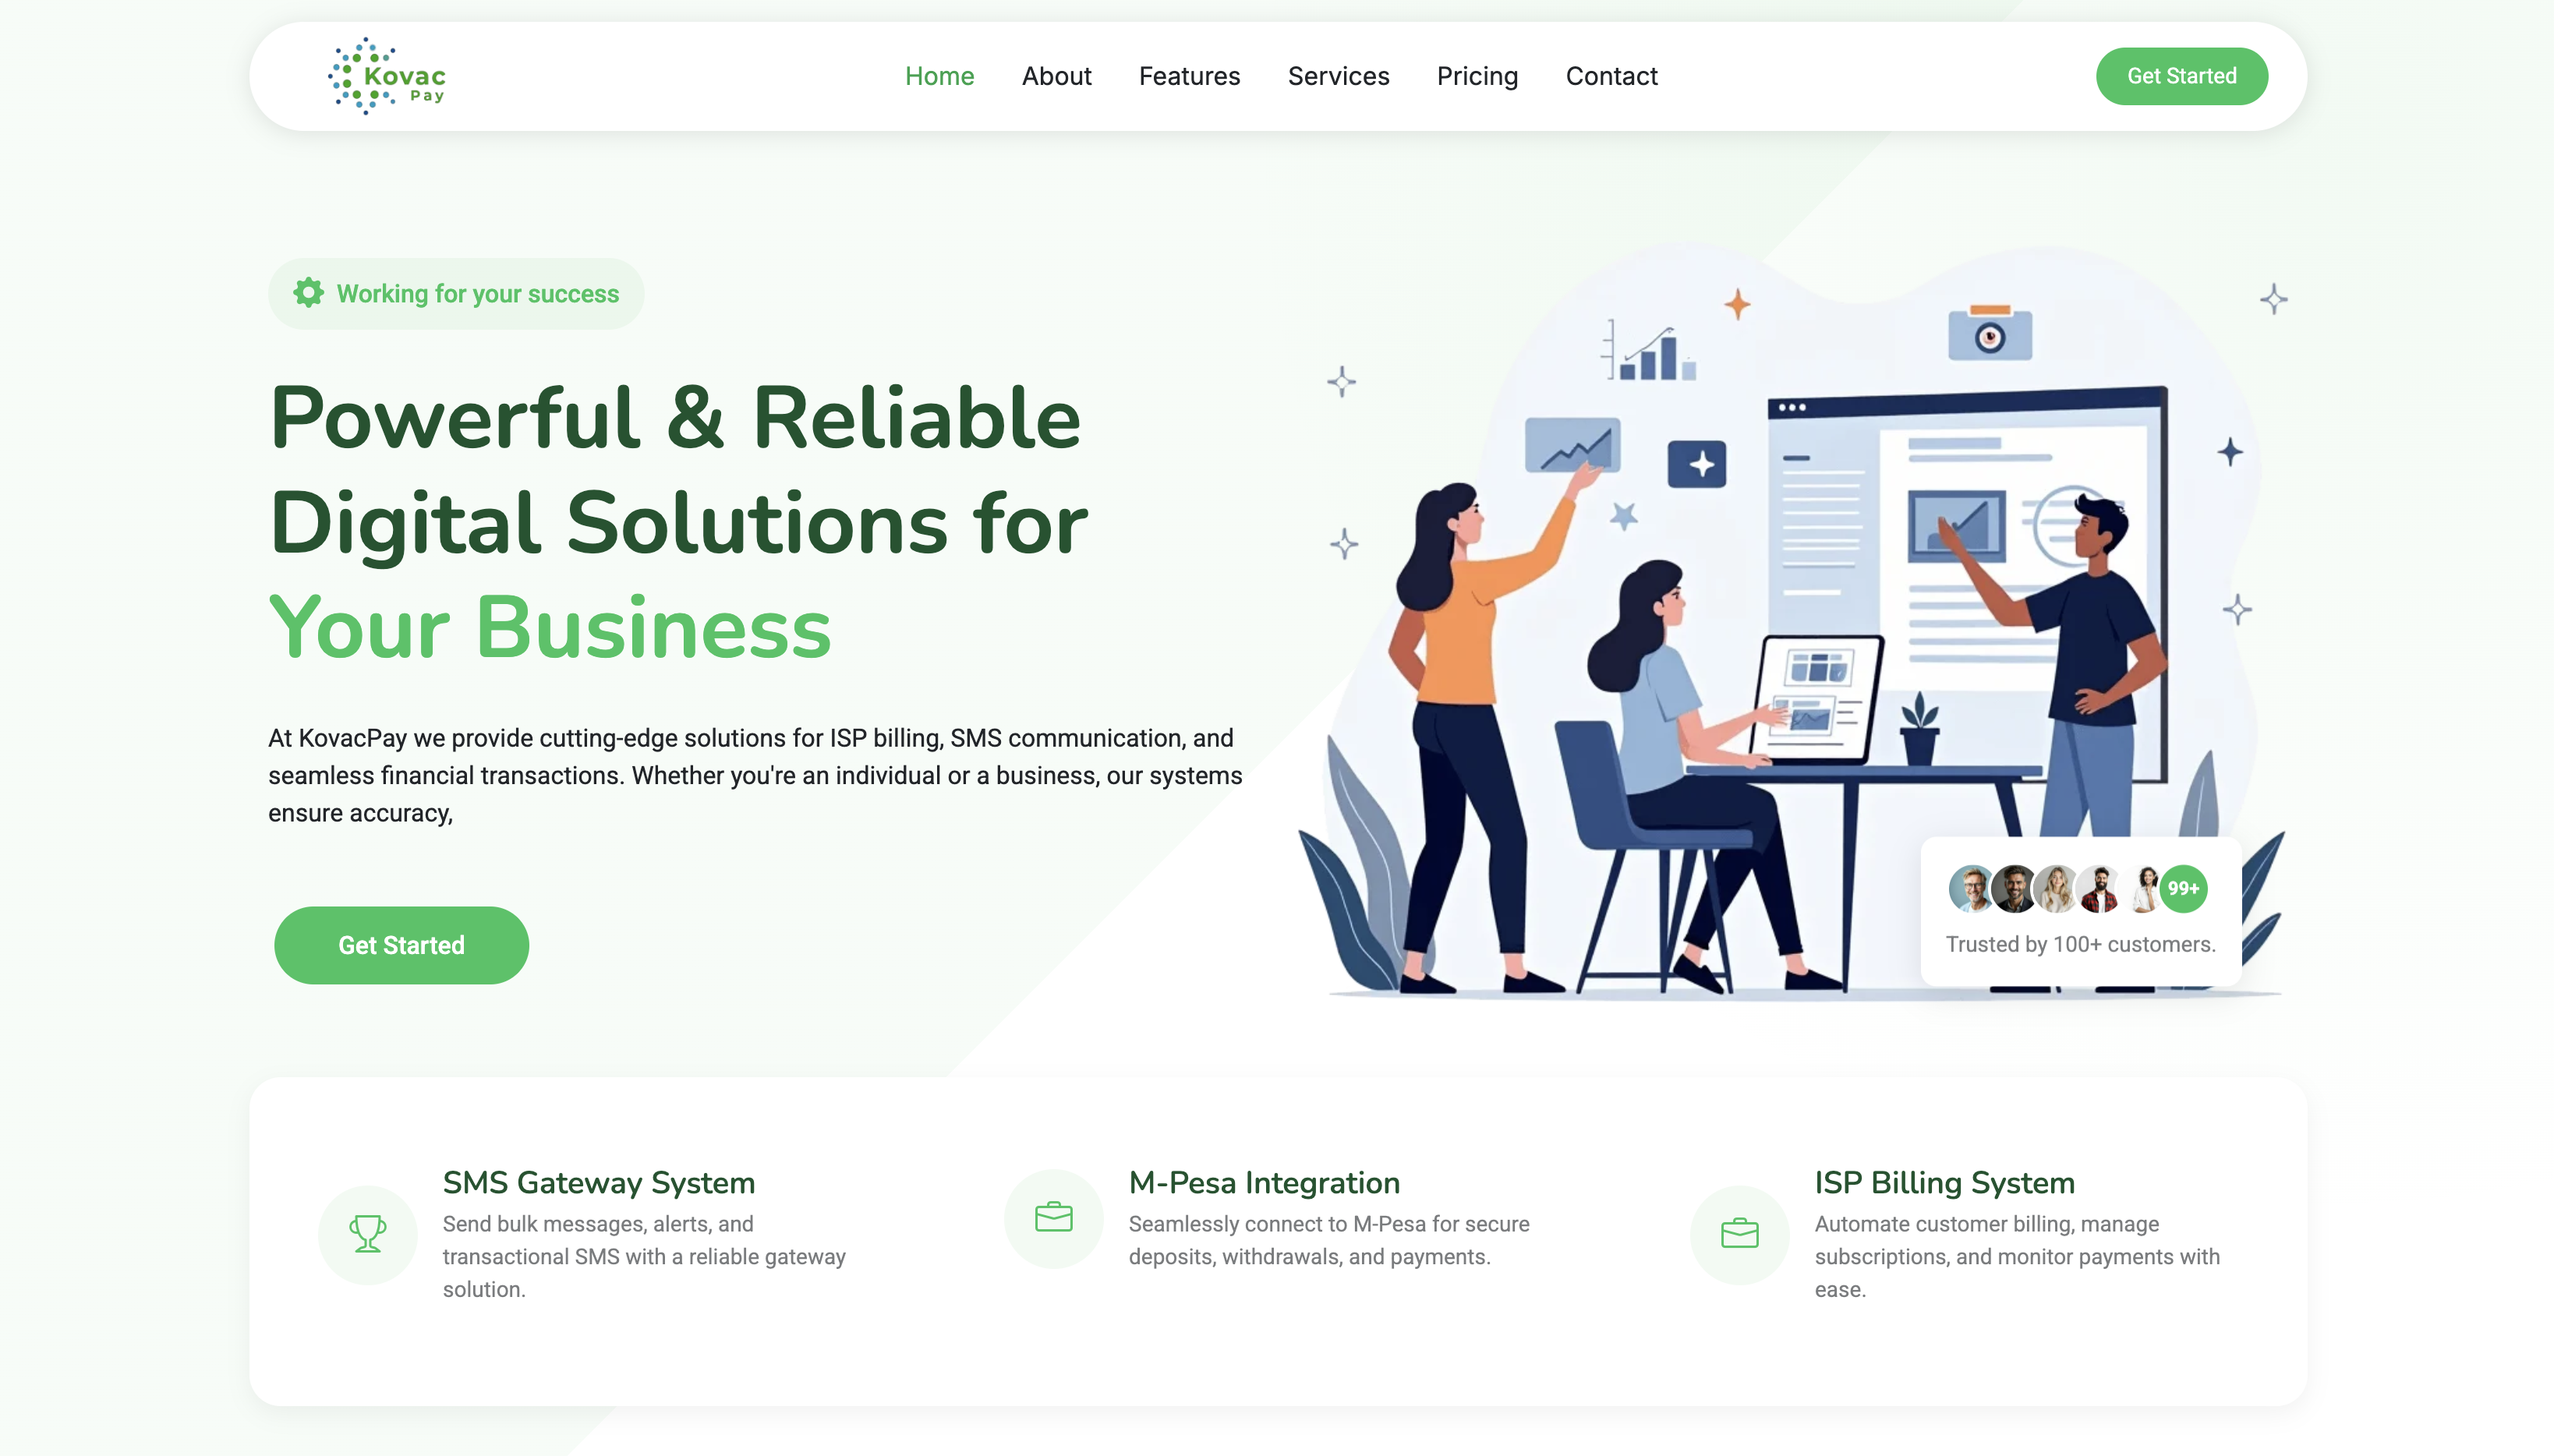 Kovac
Pay
Home
About
Features
Services
Pricing
Contact
Get Started
Working for your success
Powerful & Reliable
Digital Solutions for
Your Business
At KovacPay we provide cutting-edge solutions for ISP billing, SMS communication, and
seamless financial transactions. Whether you're an individual or a business, our systems
ensure accuracy,
Get Started
99+
Trusted by 100+ customers.
SMS Gateway System
Send bulk messages, alerts, and
transactional SMS with a reliable gateway
solution.
M-Pesa Integration
Seamlessly connect to M-Pesa for secure
deposits, withdrawals, and payments.
ISP Billing System
Automate customer billing, manage
subscriptions, and monitor payments with
ease.